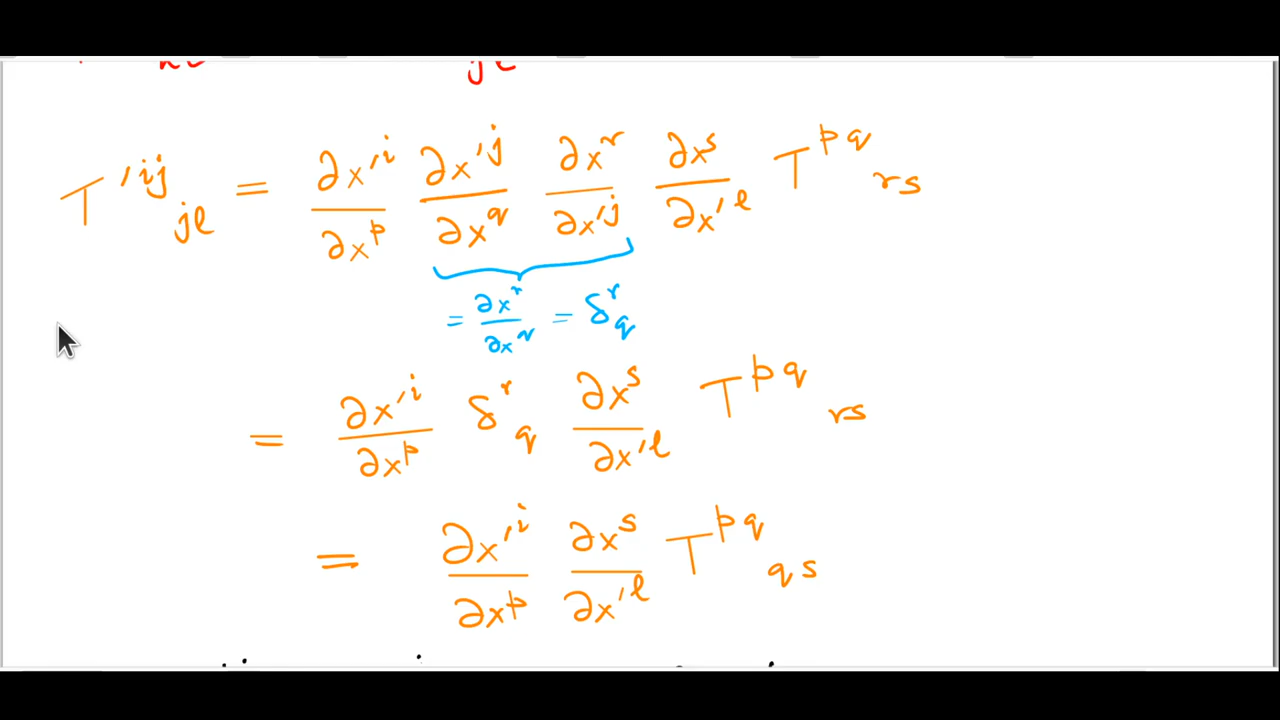 T'^{ij}_{jl} = ∂x'^i/∂x^p ∂x'^j/∂x^q ∂x^r/∂x'^j ∂x^s/∂x'^l T^{pq}_{rs}
= ∂x^r/∂x^q = δ^r_q
= ∂x'^i/∂x^p δ^r_q ∂x^s/∂x'^l T^{pq}_{rs}
= ∂x'^i/∂x^p ∂x^s/∂x'^l T^{pq}_{qs}